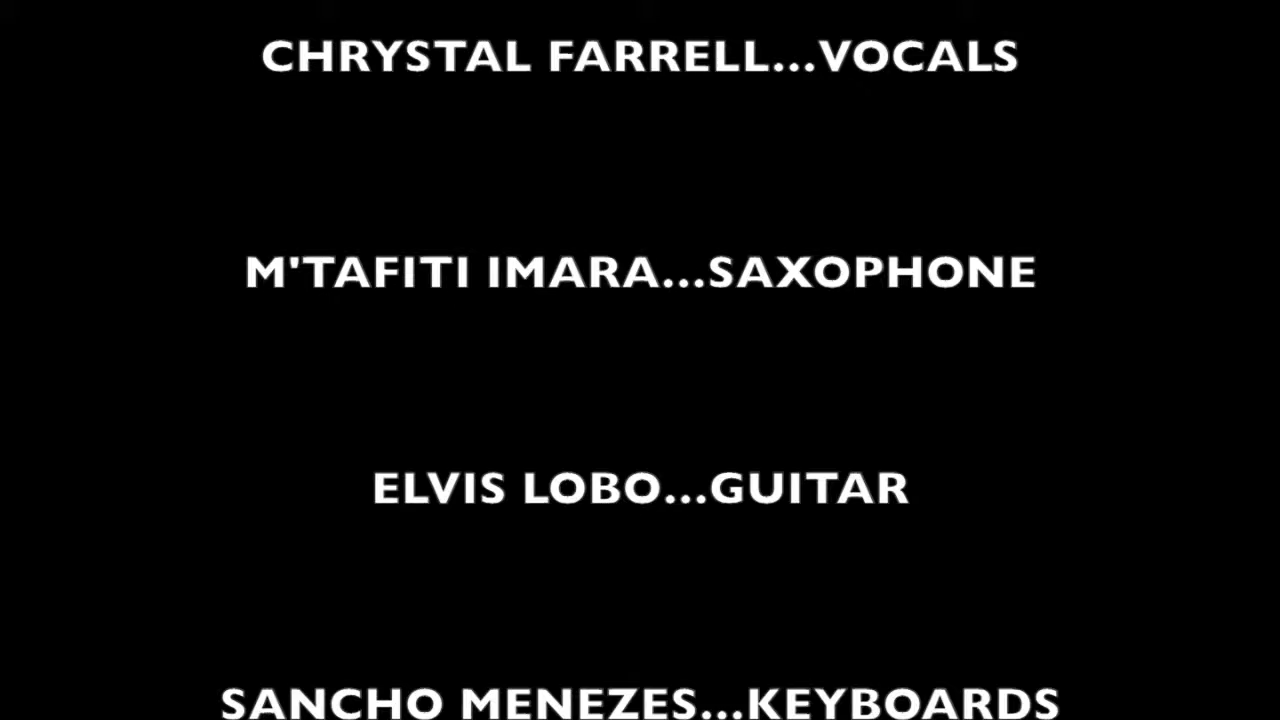 CHRYSTAL FARRELL...VOCALS
M'TAFITI IMARA...SAXOPHONE
ELVIS LOBO...GUITAR
SANCHO MENEZES...KEYBOARDS